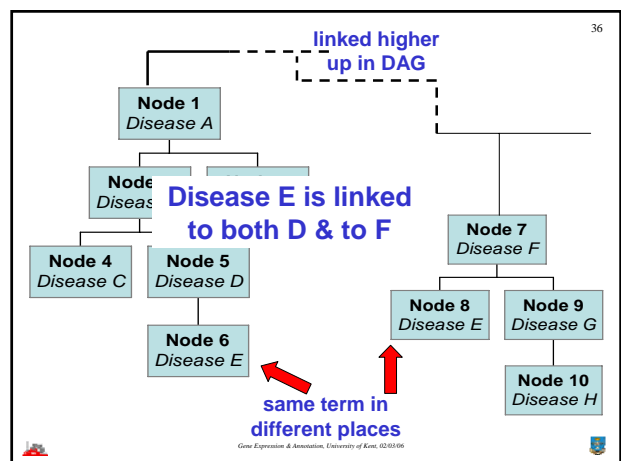 36
linked higher
up in DAG
Node 1
Disease A
Node
Disease E is linked
to both D & to F
Node 4
Disease C
Node 5
Disease D
Node 6
Disease E
Node 7
Disease F
Node 8
Disease E
Node 9
Disease G
Node 10
Disease H
same term in
different places
Gene Expression & Annotation, University of Kent, 02/03/06